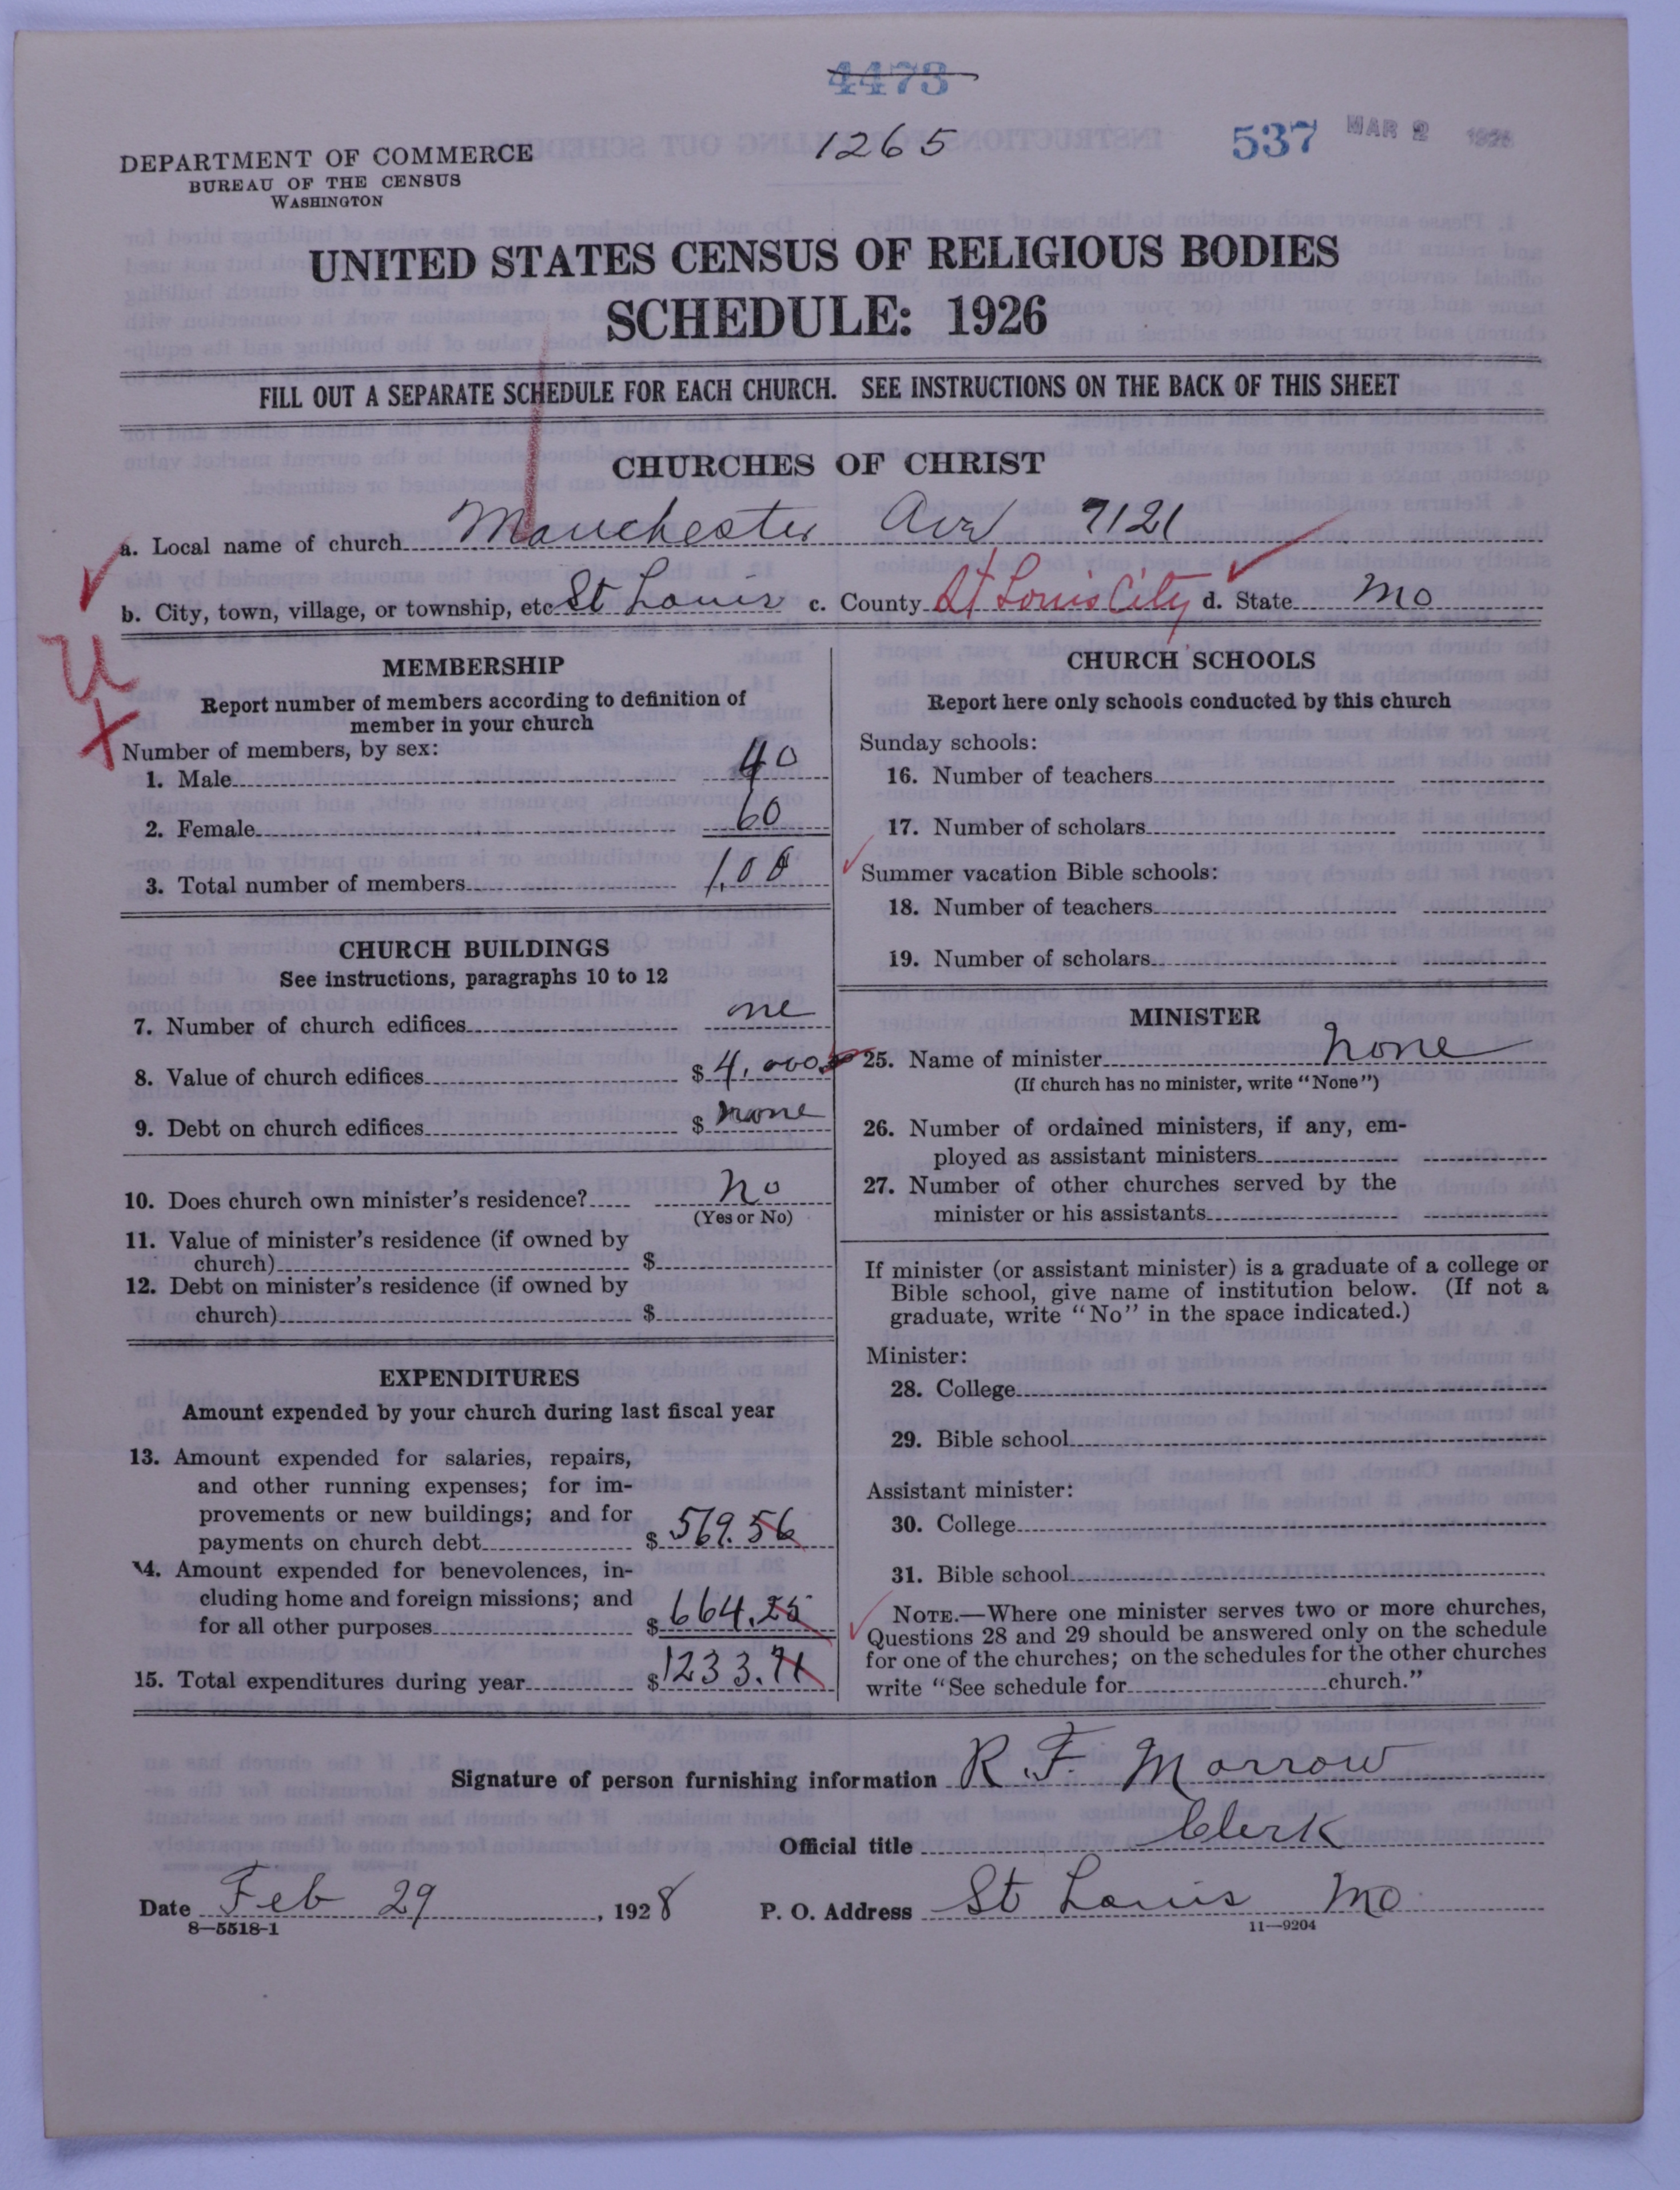 4473
1265
537 MAR 2 1928
DEPARTMENT OF COMMERCE
BUREAU OF THE CENSUS
WASHINGTON
UNITED STATES CENSUS OF RELIGIOUS BODIES
SCHEDULE: 1926
FILL OUT A SEPARATE SCHEDULE FOR EACH CHURCH. SEE INSTRUCTIONS ON THE BACK OF THIS SHEET
CHURCHES OF CHRIST
a. Local name of church Manchester Ave 7121
b. City, town, village, or township, etc St Louis c. County St Louis City d. State Mo
U
X
MEMBERSHIP
Report number of members according to definition of
member in your church
Number of members, by sex:
1. Male 40
2. Female 60
3. Total number of members 100
CHURCH BUILDINGS
See instructions, paragraphs 10 to 12
7. Number of church edifices one
8. Value of church edifices $ 4,000
9. Debt on church edifices $ none
10. Does church own minister's residence? No
(Yes or No)
11. Value of minister's residence (if owned by
church) $
12. Debt on minister's residence (if owned by
church) $
EXPENDITURES
Amount expended by your church during last fiscal year
13. Amount expended for salaries, repairs,
and other running expenses; for im-
provements or new buildings; and for
payments on church debt $ 569.56
14. Amount expended for benevolences, in-
cluding home and foreign missions; and
for all other purposes $ 664.25
15. Total expenditures during year $ 1233.71
CHURCH SCHOOLS
Report here only schools conducted by this church
Sunday schools:
16. Number of teachers
17. Number of scholars
Summer vacation Bible schools:
18. Number of teachers
19. Number of scholars
MINISTER
25. Name of minister none
(If church has no minister, write "None")
26. Number of ordained ministers, if any, em-
ployed as assistant ministers
27. Number of other churches served by the
minister or his assistants
If minister (or assistant minister) is a graduate of a college or
Bible school, give name of institution below. (If not a
graduate, write "No" in the space indicated.)
Minister:
28. College
29. Bible school
Assistant minister:
30. College
31. Bible school
NOTE.—Where one minister serves two or more churches,
Questions 28 and 29 should be answered only on the schedule
for one of the churches; on the schedules for the other churches
write "See schedule for church."
Signature of person furnishing information R. F. Morrow
Official title Clerk
Date Feb 29, 1928 P. O. Address St Louis Mo.
8—5518-1 11—9204